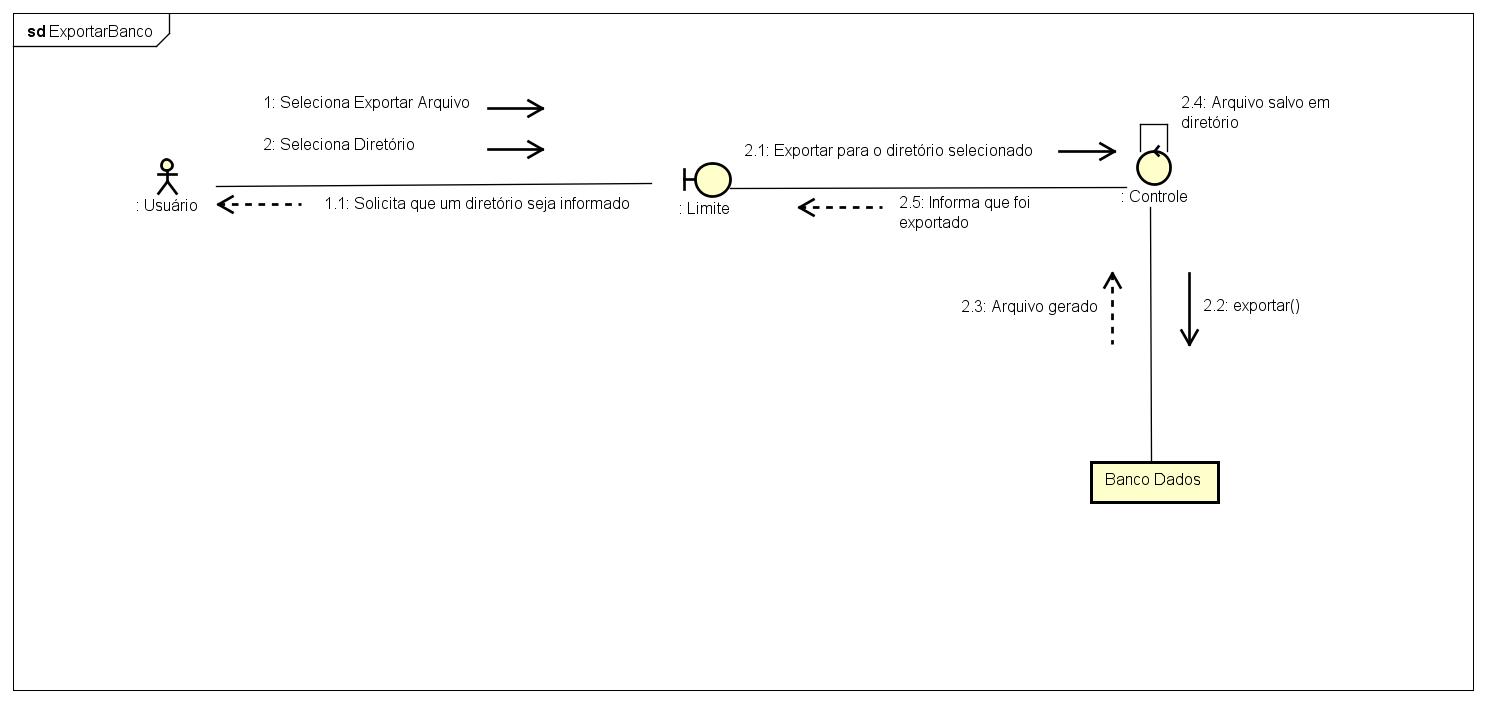 sd ExportarBanco
1: Seleciona Exportar Arquivo
2: Seleciona Diretório
: Usuário
1.1: Solicita que um diretório seja informado
: Limite
2.1: Exportar para o diretório selecionado
2.4: Arquivo salvo em
diretório
: Controle
2.5: Informa que foi
exportado
2.3: Arquivo gerado
2.2: exportar()
Banco Dados